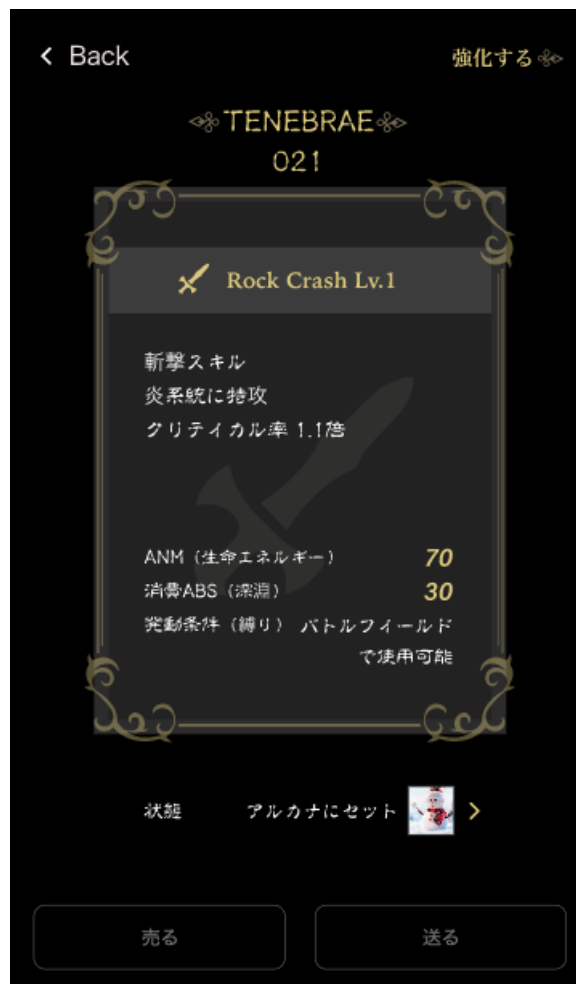 Back
強化する
TENEBRAE
021
Rock Crash Lv.1
斬撃スキル
炎系統に特攻
クリティカル率 1.1倍
ANM（生命エネルギー） 70
消費ABS（深淵） 30
発動条件（縛り） バトルフィールド
で使用可能
状態 アルカナにセット
売る 送る